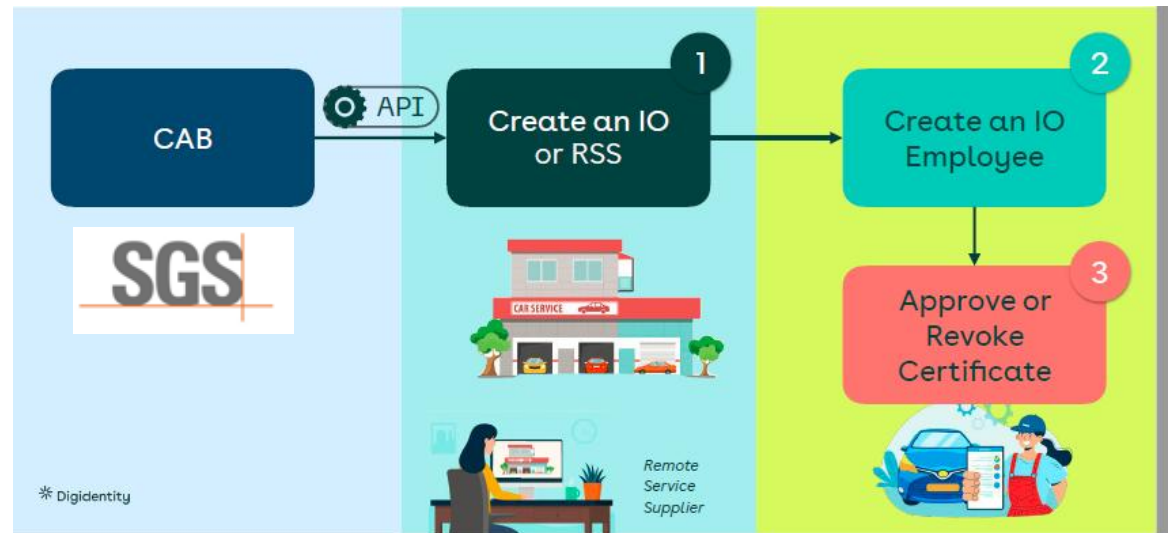 CAB
API
1
Create an IO
or RSS
2
Create an IO
Employee
3
Approve or
Revoke
Certificate
SGS
CAR SERVICE
Remote
Service
Supplier
Digidentity